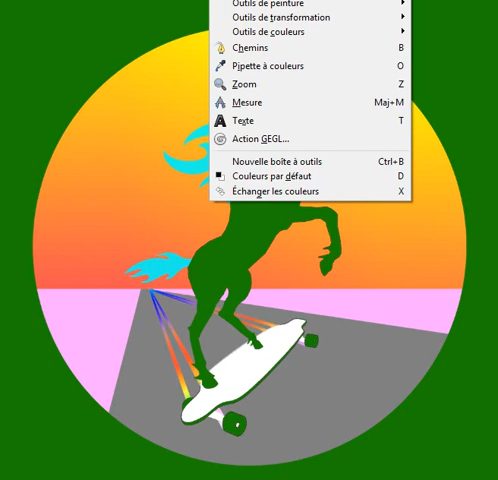 Outils de peinture
Outils de transformation
Outils de couleurs
Chemins B
Pipette à couleurs O
Zoom Z
Mesure Maj+M
Texte T
Action GEGL...
Nouvelle boîte à outils Ctrl+B
Couleurs par défaut D
Échanger les couleurs X